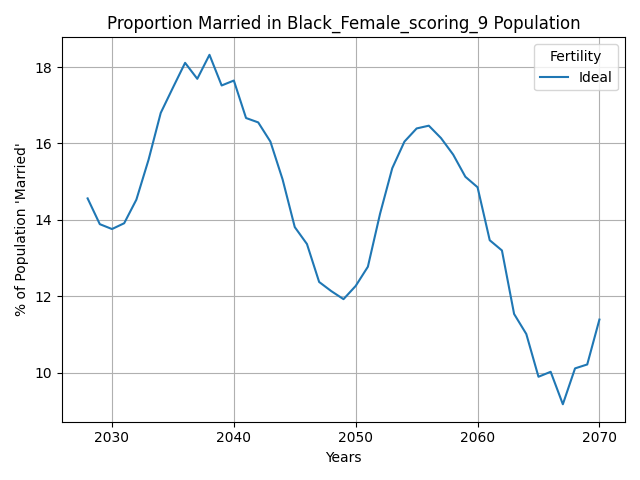 Proportion Married in Black_Female_scoring_9 Population
Fertility
Ideal
% of Population 'Married'
18
16
14
12
10
2030
2040
2050
2060
2070
Years